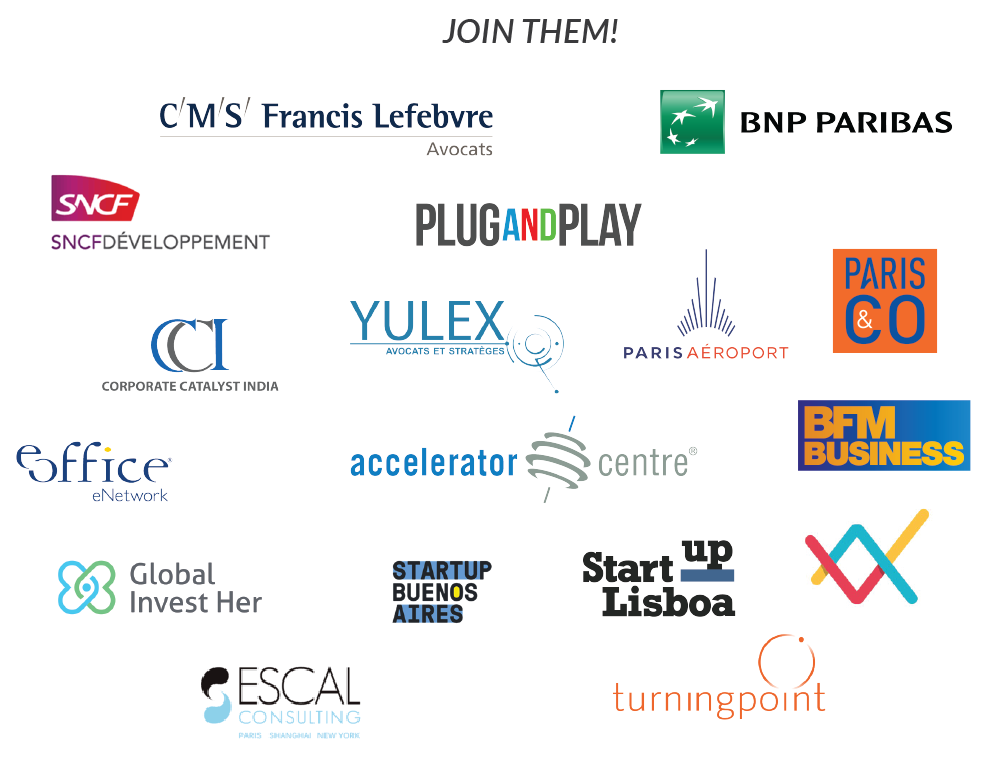 JOIN THEM!
C'M'S' Francis Lefebvre
Avocats
BNP PARIBAS
SNCF
SNCFDÉVELOPPEMENT
PLUGANDPLAY
PARISAÉROPORT
PARIS
&CO
CCI
CORPORATE CATALYST INDIA
YULEX
AVOCATS ET STRATÈGES
BFM
BUSINESS
eoffice®
eNetwork
accelerator centre®
Global
Invest Her
STARTUP
BUENOS
AIRES
Start up
Lisboa
ESCAL
CONSULTING
PARIS SHANGHAI NEW YORK
turningpoint